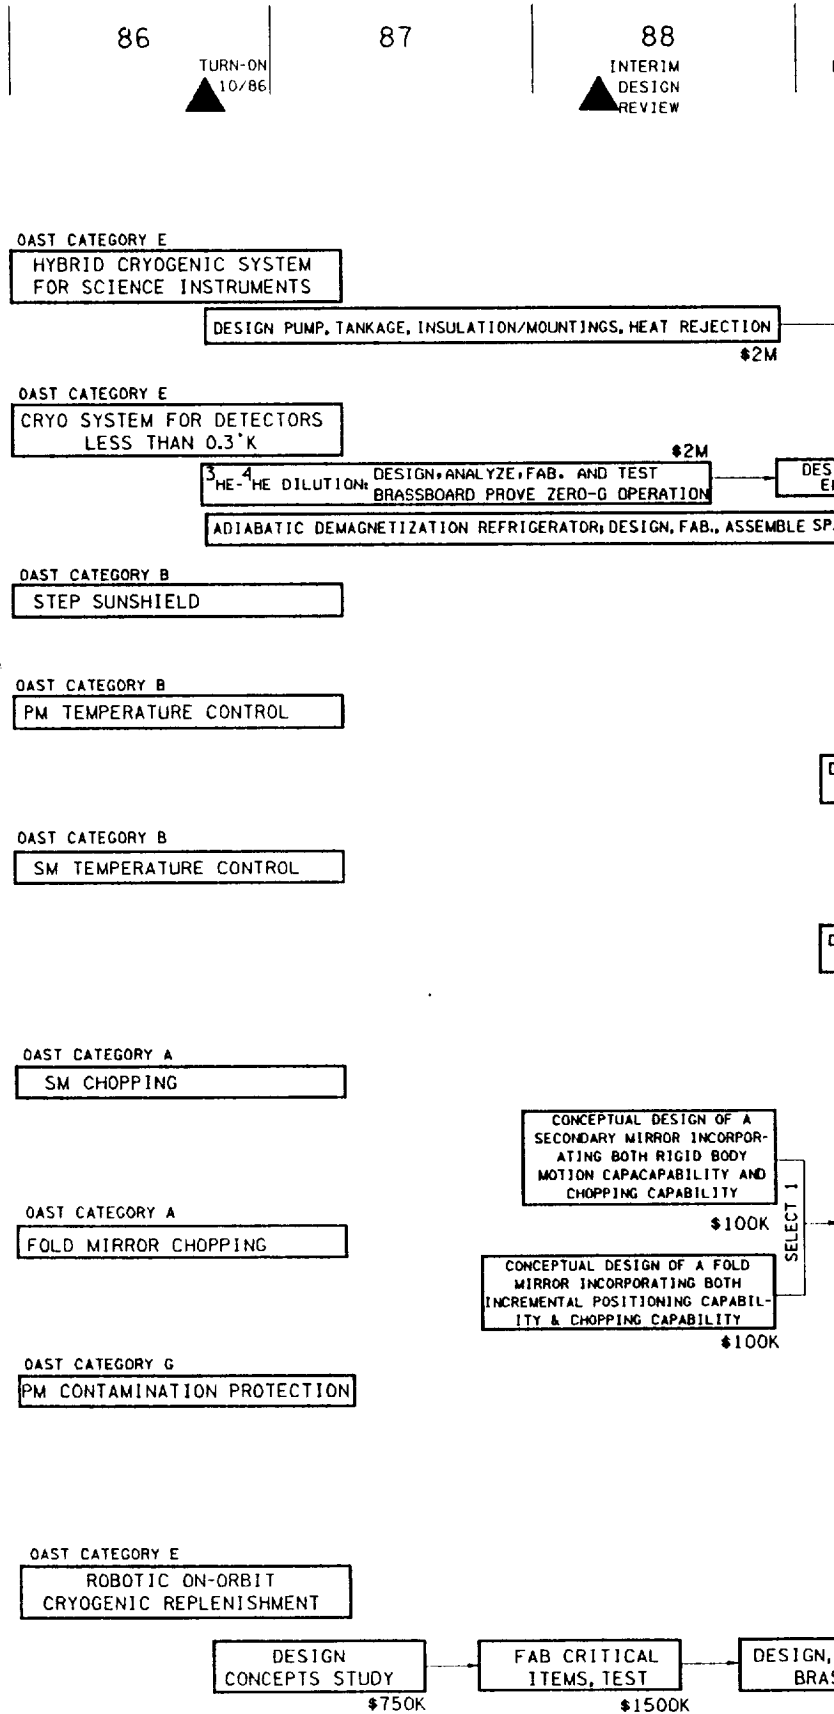 86 87 88
TURN-ON
10/86
INTERIM
DESIGN
REVIEW
OAST CATEGORY E
HYBRID CRYOGENIC SYSTEM
FOR SCIENCE INSTRUMENTS
DESIGN PUMP, TANKAGE, INSULATION/MOUNTINGS, HEAT REJECTION
$2M
OAST CATEGORY E
CRYO SYSTEM FOR DETECTORS
LESS THAN 0.3°K
$2M
3HE-4HE DILUTION: DESIGN, ANALYZE, FAB. AND TEST
BRASSBOARD PROVE ZERO-G OPERATION
ADIABATIC DEMAGNETIZATION REFRIGERATOR; DESIGN, FAB., ASSEMBLE
OAST CATEGORY B
STEP SUNSHIELD
OAST CATEGORY B
PM TEMPERATURE CONTROL
OAST CATEGORY B
SM TEMPERATURE CONTROL
OAST CATEGORY A
SM CHOPPING
CONCEPTUAL DESIGN OF A
SECONDARY MIRROR INCORPOR-
ATING BOTH RIGID BODY
MOTION CAPACAPABILITY AND
CHOPPING CAPABILITY
$100K
SELECT 1
OAST CATEGORY A
FOLD MIRROR CHOPPING
CONCEPTUAL DESIGN OF A FOLD
MIRROR INCORPORATING BOTH
INCREMENTAL POSITIONING CAPABIL-
ITY & CHOPPING CAPABILITY
$100K
OAST CATEGORY G
PM CONTAMINATION PROTECTION
OAST CATEGORY E
ROBOTIC ON-ORBIT
CRYOGENIC REPLENISHMENT
DESIGN
CONCEPTS STUDY
$750K
FAB CRITICAL
ITEMS, TEST
$1500K
DESIGN,